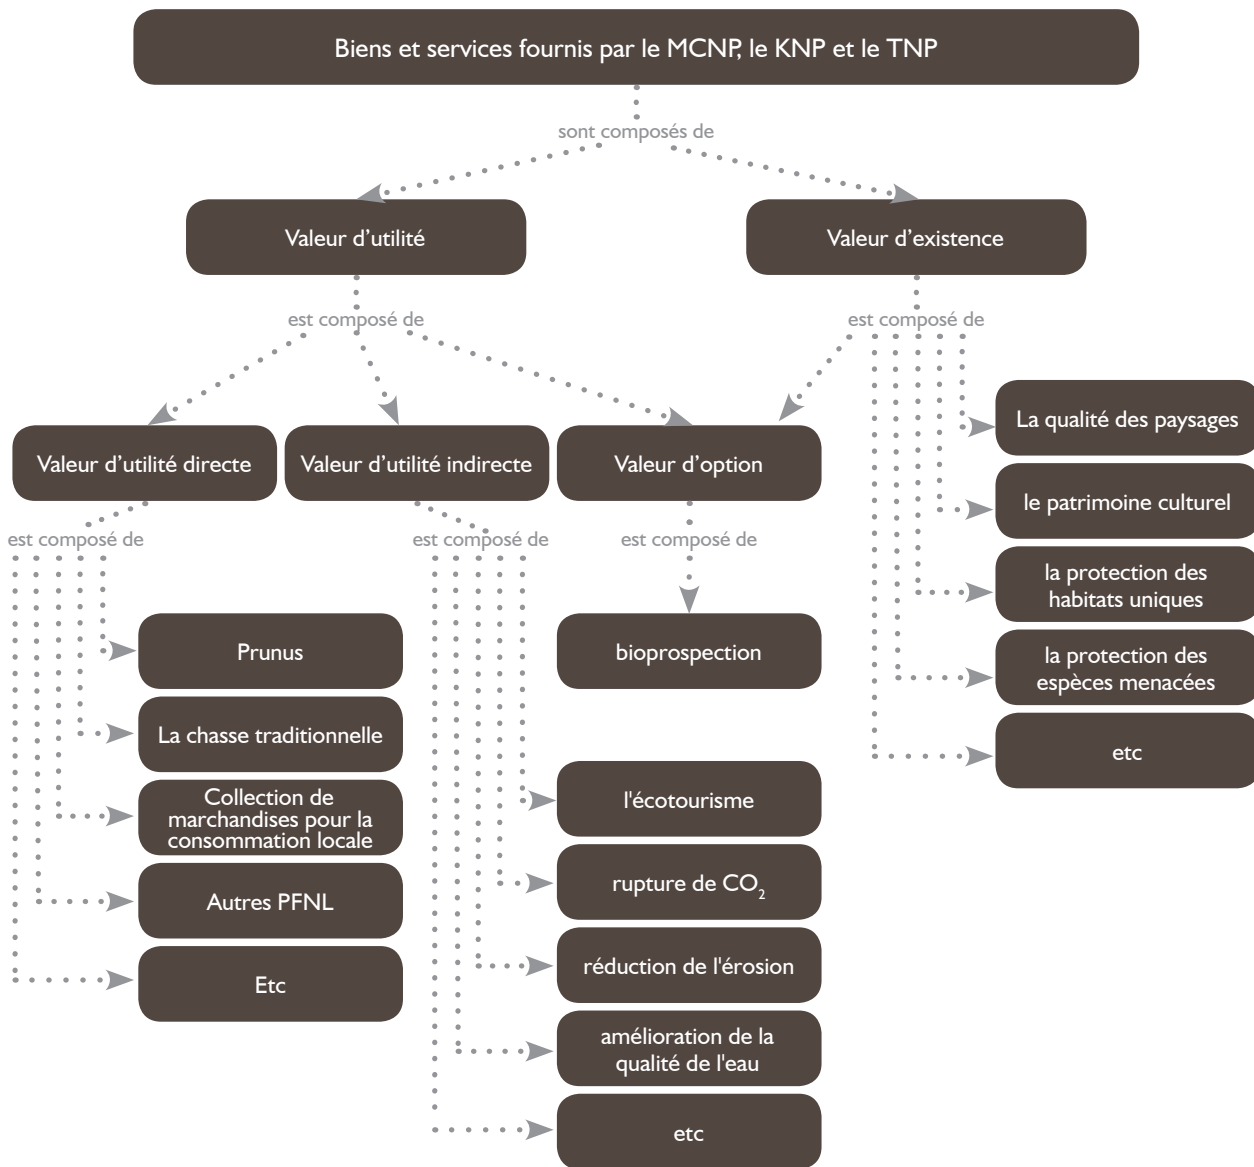 Biens et services fournis par le MCNP, le KNP et le TNP
sont composés de
Valeur d’utilité
Valeur d’existence
est composé de
est composé de
Valeur d’utilité directe
Valeur d’utilité indirecte
Valeur d’option
La qualité des paysages
le patrimoine culturel
la protection des
habitats uniques
la protection des
espèces menacées
etc
est composé de
est composé de
est composé de
Prunus
La chasse traditionnelle
Collection de
marchandises pour la
consommation locale
Autres PFNL
Etc
bioprospection
l'écotourisme
rupture de CO₂
réduction de l'érosion
amélioration de la
qualité de l'eau
etc